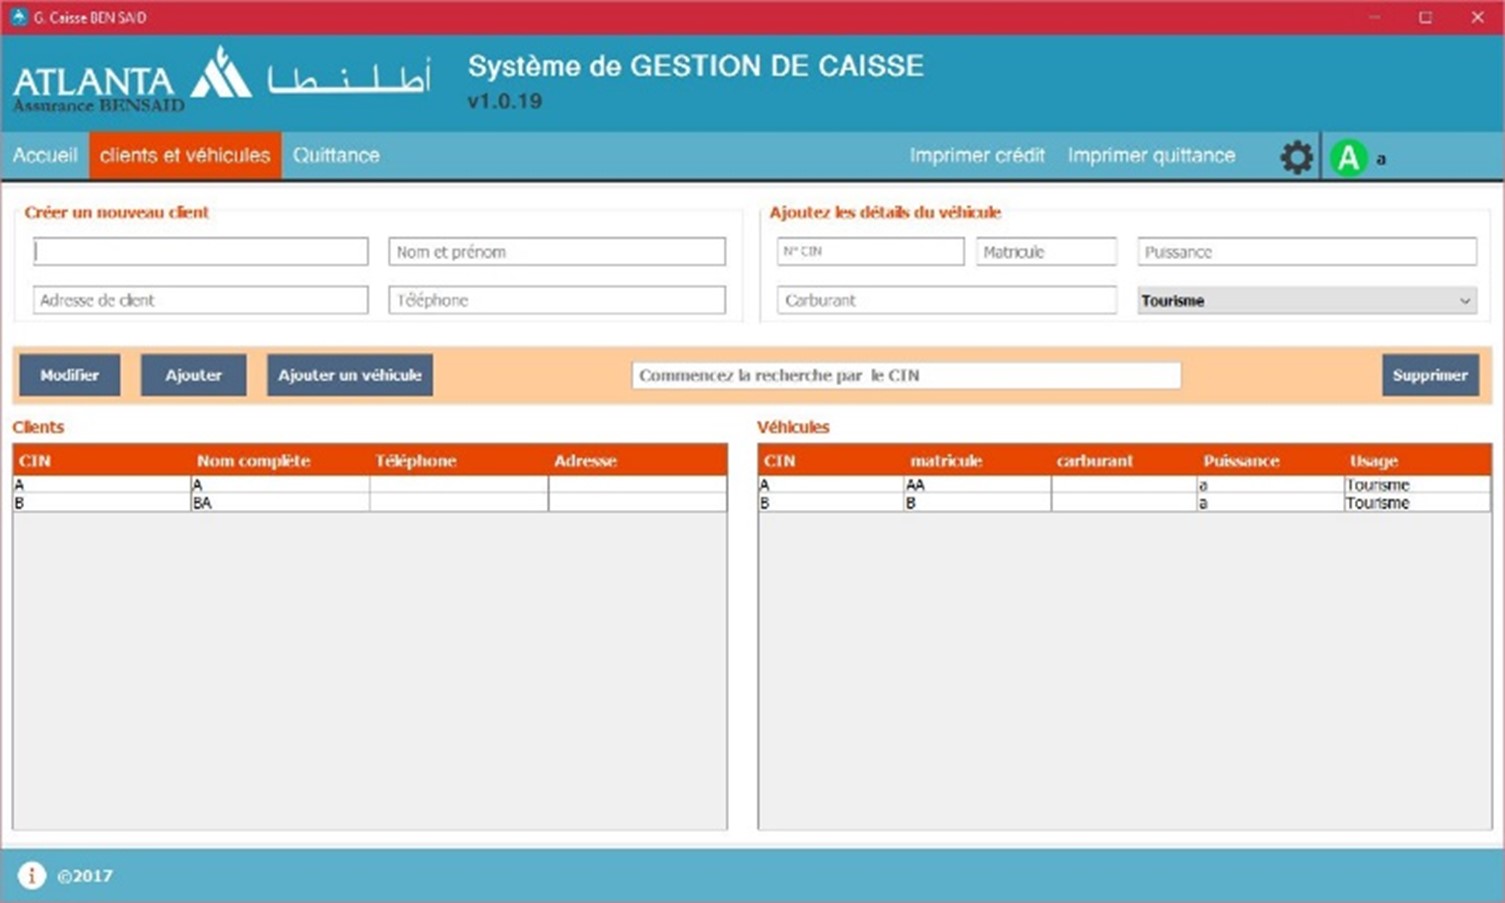 G. Caisse BEN SAID
ATLANTA أطلنطا
Assurance BENSAID
Système de GESTION DE CAISSE
v1.0.19
Accueil clients et véhicules Quittance Imprimer crédit Imprimer quittance A a
Créer un nouveau client
Nom et prénom
Adresse de client Téléphone
Ajoutez les détails du véhicule
N° CIN Matricule Puissance
Carburant Tourisme
Modifier Ajouter Ajouter un véhicule Commencez la recherche par le CIN Supprimer
Clients
CIN Nom complète Téléphone Adresse
A A
B BA
Véhicules
CIN matricule carburant Puissance Usage
A AA a Tourisme
B B a Tourisme
i ©2017